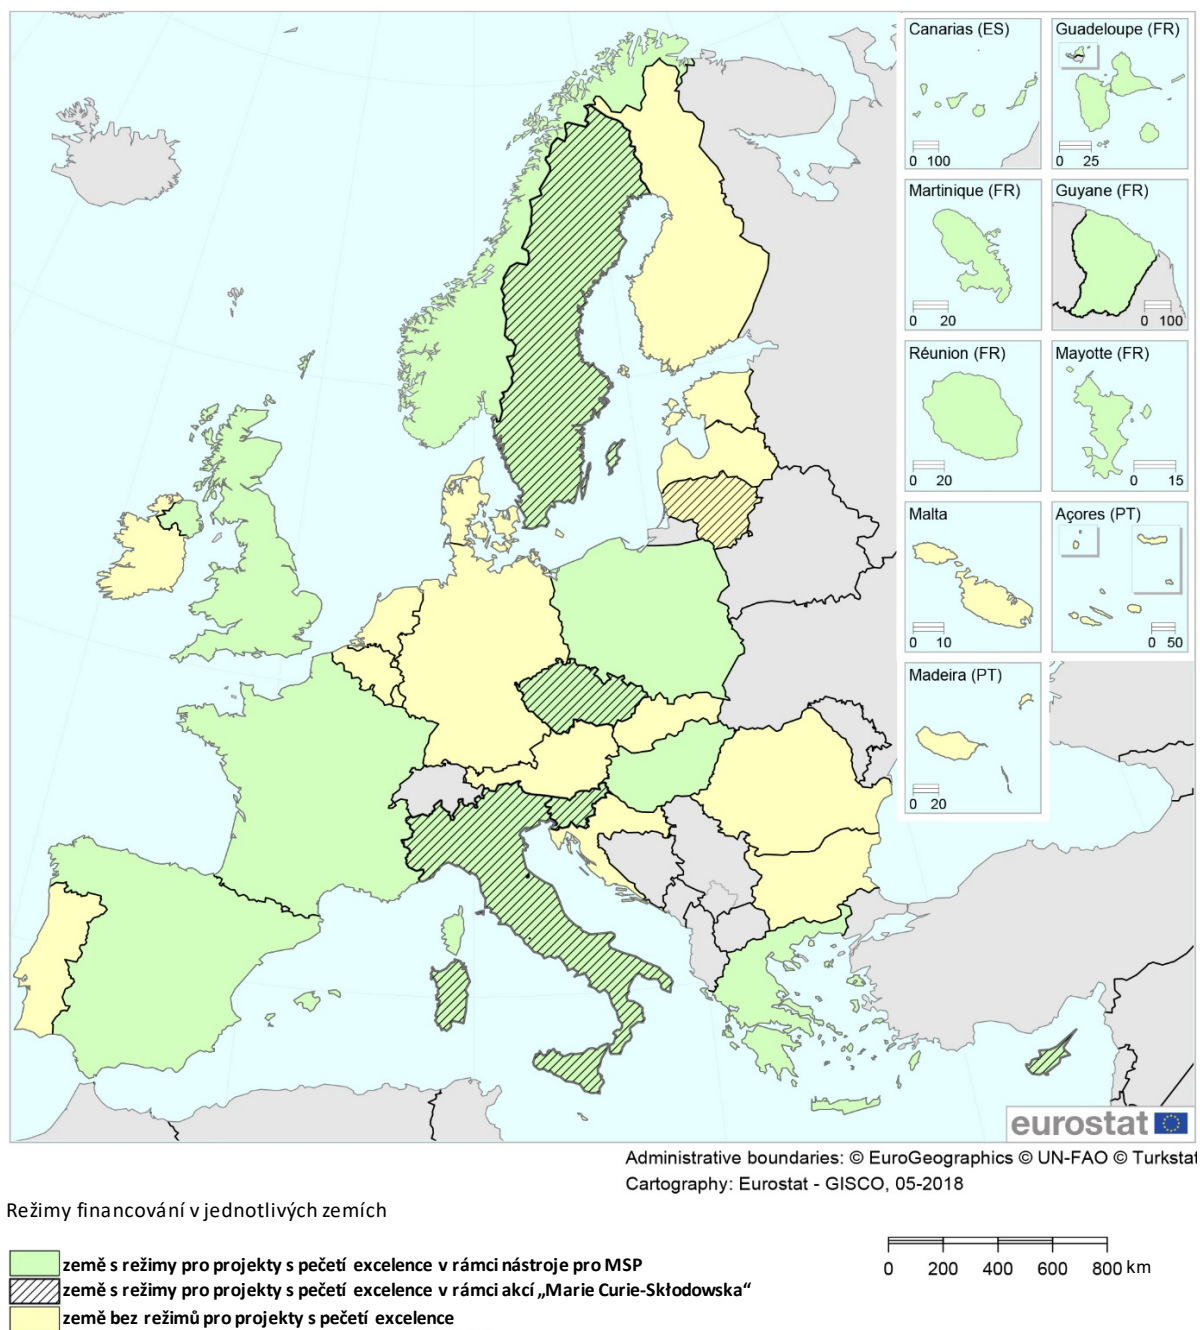 Canarias (ES)
0 100
Guadeloupe (FR)
0 25
Martinique (FR)
0 20
Guyane (FR)
0 100
Réunion (FR)
0 20
Mayotte (FR)
0 15
Malta
0 10
Açores (PT)
0 50
Madeira (PT)
0 20
eurostat
Administrative boundaries: © EuroGeographics © UN-FAO © Turkstat
Cartography: Eurostat - GISCO, 05-2018
Režimy financování v jednotlivých zemích
0 200 400 600 800 km
země s režimy pro projekty s pečetí excelence v rámci nástroje pro MSP
země s režimy pro projekty s pečetí excelence v rámci akcí „Marie Curie-Skłodowska“
země bez režimů pro projekty s pečetí excelence